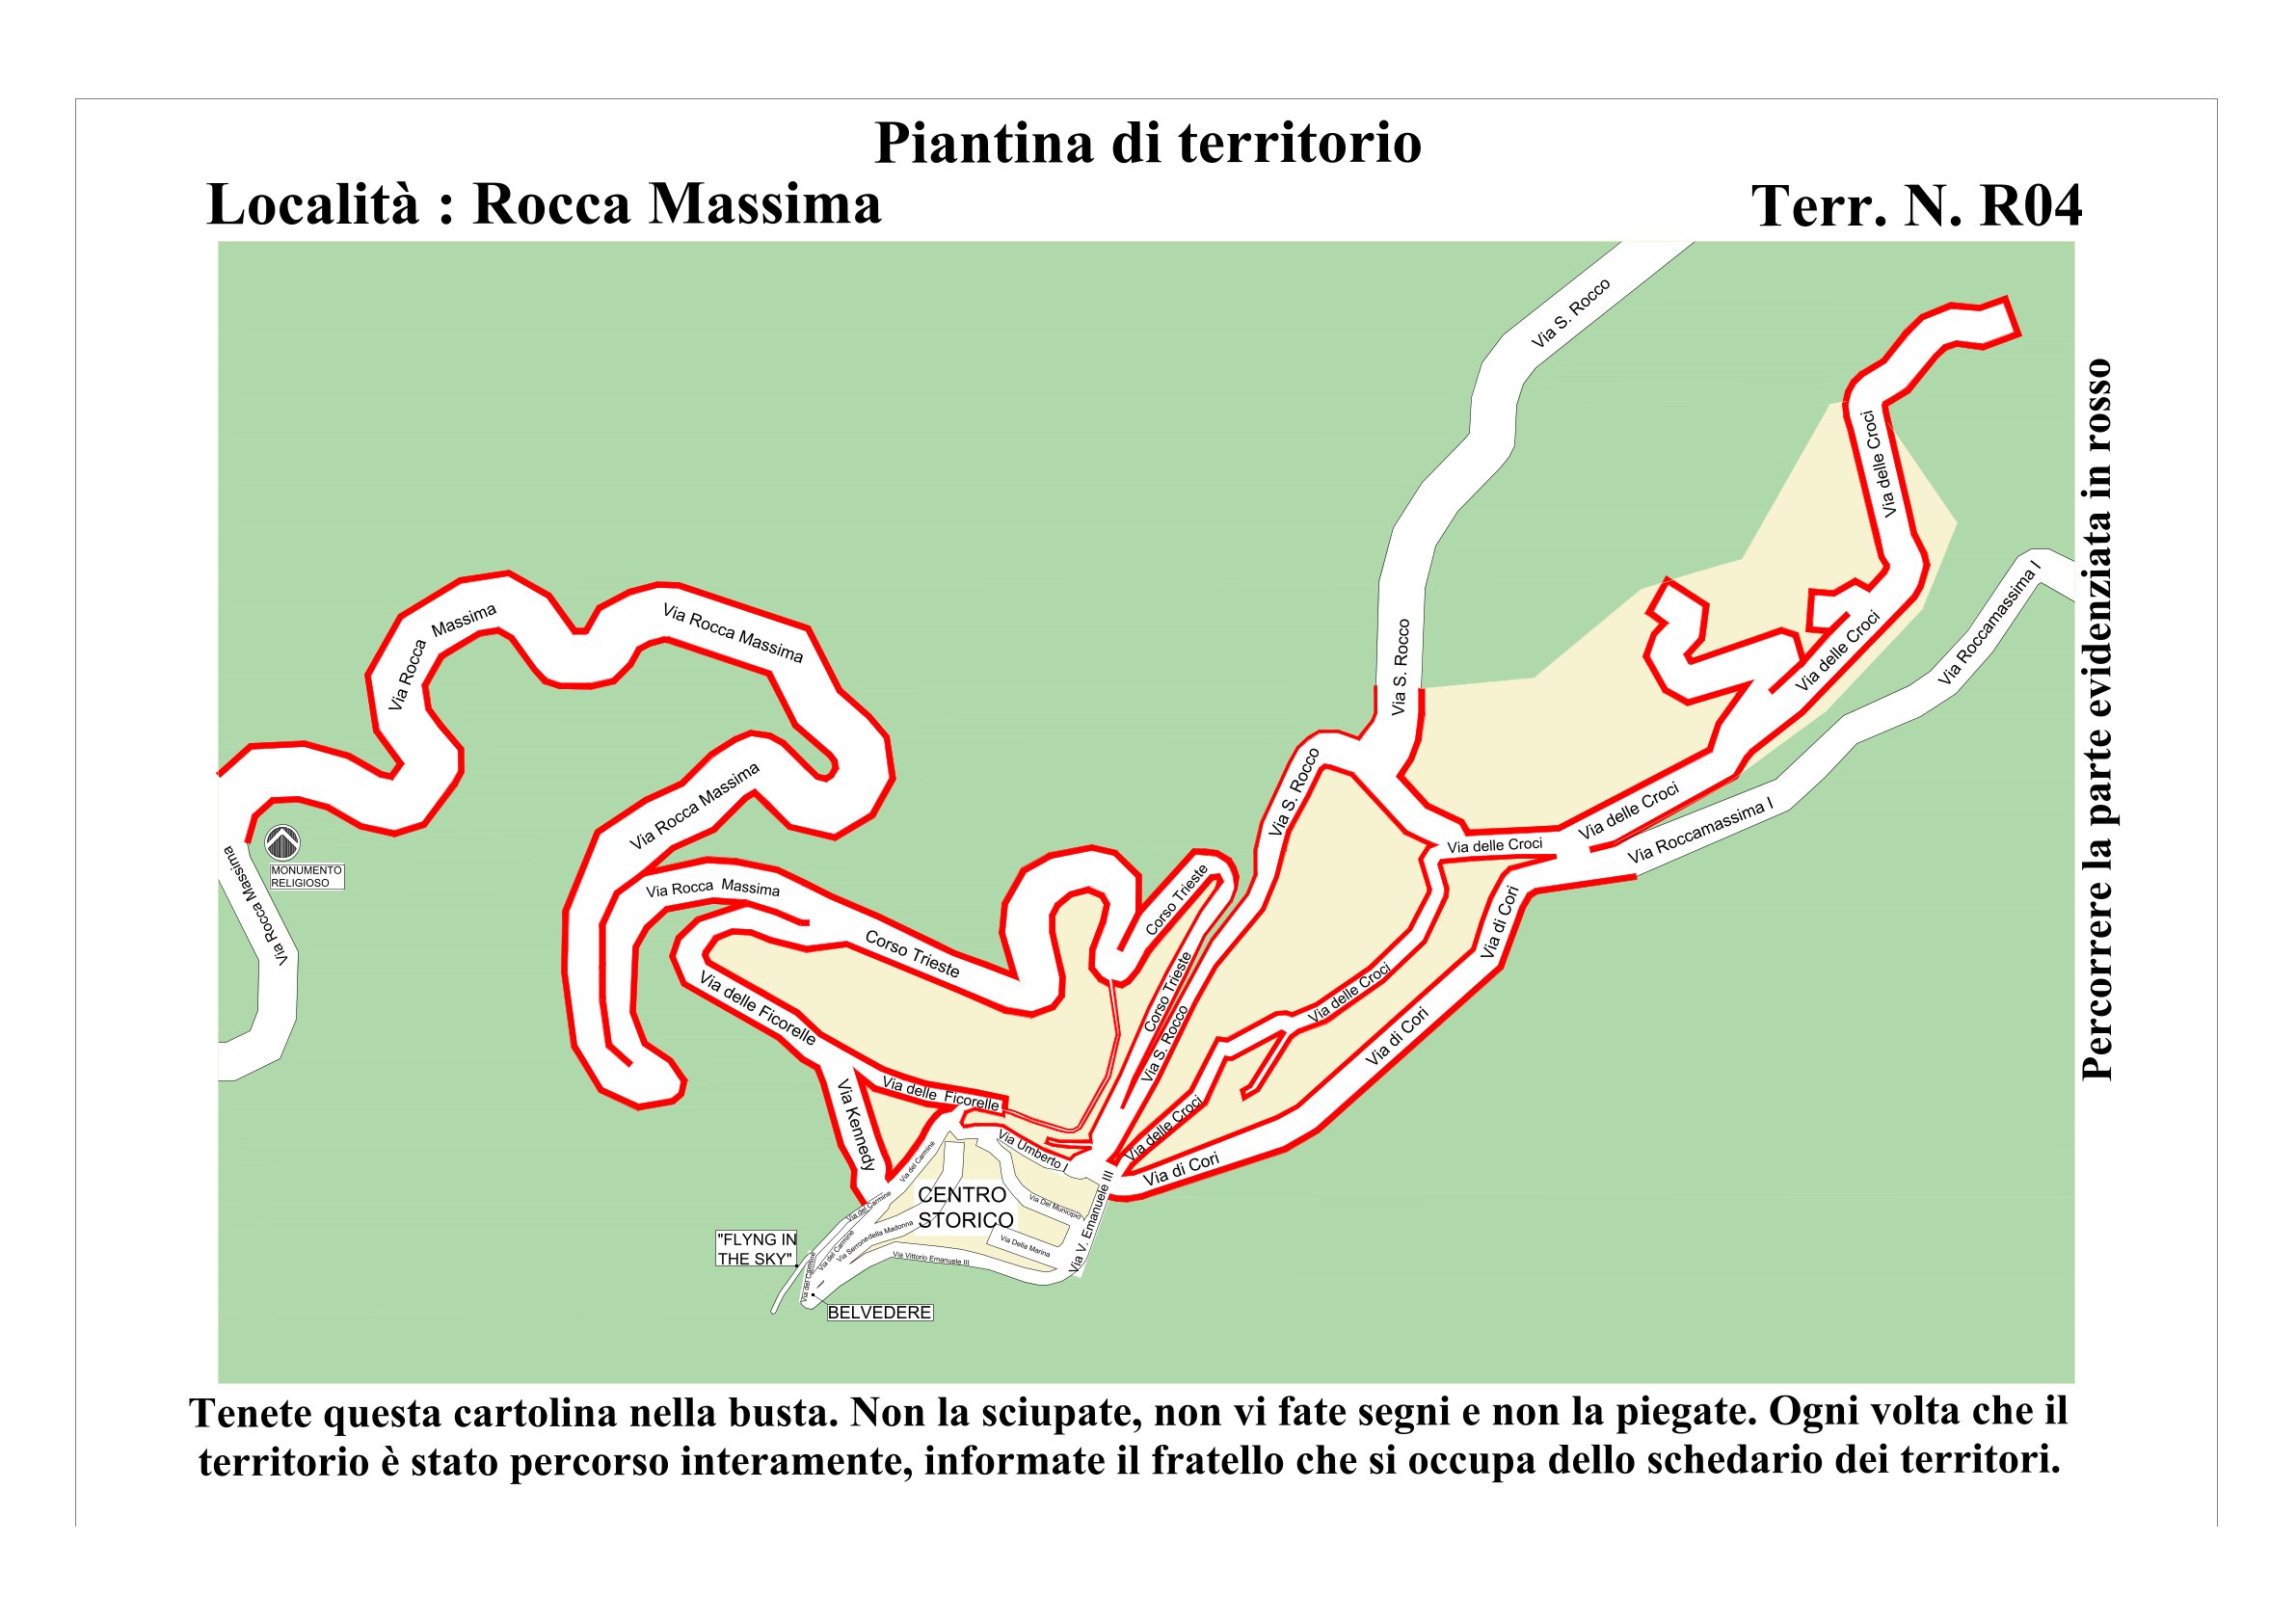 Piantina di territorio
Località : Rocca Massima
Terr. N. R04
Via S. Rocco
Via delle Croci
Via Rocca Massima
Via Rocca Massima
Via S. Rocco
Via delle Croci
Via Roccamassima I
Via Rocca Massima
Via S. Rocco
Via delle Croci
Via Roccamassima I
Via delle Croci
Via Rocca Massima
MONUMENTO
RELIGIOSO
Via Rocca Massima
Corso Trieste
Corso Trieste
Via di Cori
Via delle Ficorelle
Corso Trieste
Via S. Rocco
Via delle Croci
Via di Cori
Via Kennedy
Via delle Ficorelle
Via Umberto I
Via delle Croci
Via di Cori
Via del Carmine
Via del Carmine
CENTRO
STORICO
Via Del Municipio
Via Della Marina
Via V. Emanuele III
Via Serronedella Madonna
Via del Carmine
Via Vittorio Emanuele III
"FLYNG IN
THE SKY"
Via del Carmine
BELVEDERE
Percorrere la parte evidenziata in rosso
Tenete questa cartolina nella busta. Non la sciupate, non vi fate segni e non la piegate. Ogni volta che il
territorio è stato percorso interamente, informate il fratello che si occupa dello schedario dei territori.